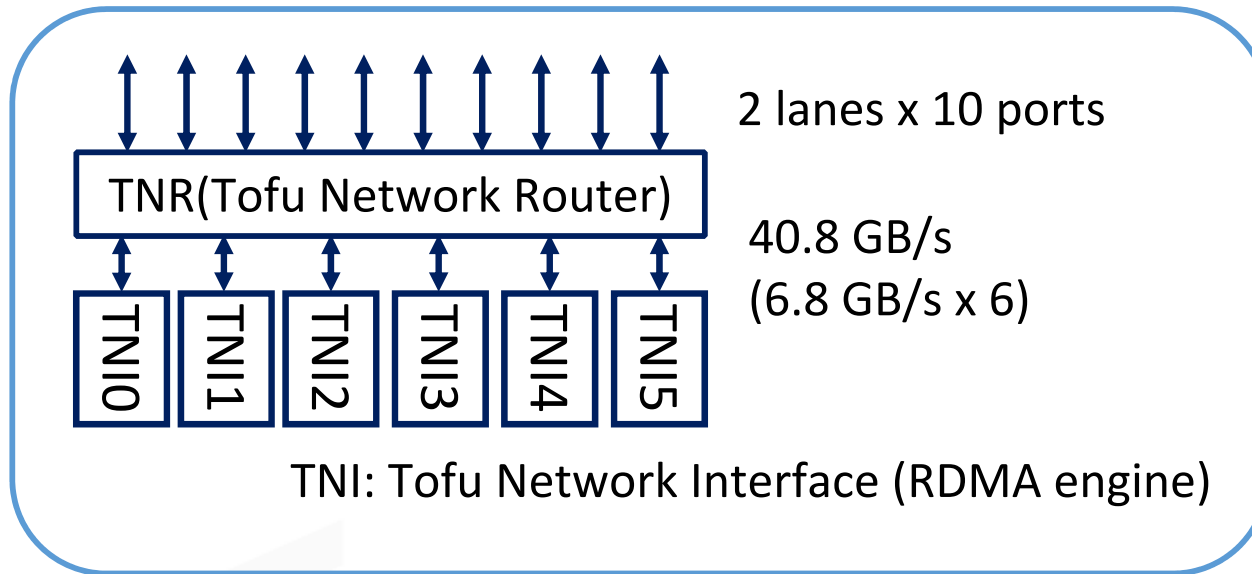 2 lanes x 10 ports
TNR(Tofu Network Router)
40.8 GB/s
(6.8 GB/s x 6)
TNI0
TNI1
TNI2
TNI3
TNI4
TNI5
TNI: Tofu Network Interface (RDMA engine)